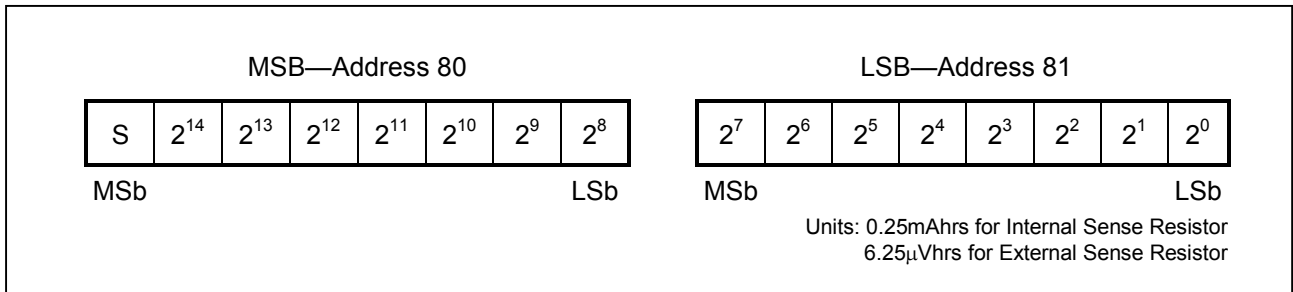 MSB—Address 80 LSB—Address 81
S 2^14 2^13 2^12 2^11 2^10 2^9 2^8 2^7 2^6 2^5 2^4 2^3 2^2 2^1 2^0
MSb LSb MSb LSb
Units: 0.25mAhrs for Internal Sense Resistor
6.25μVhrs for External Sense Resistor